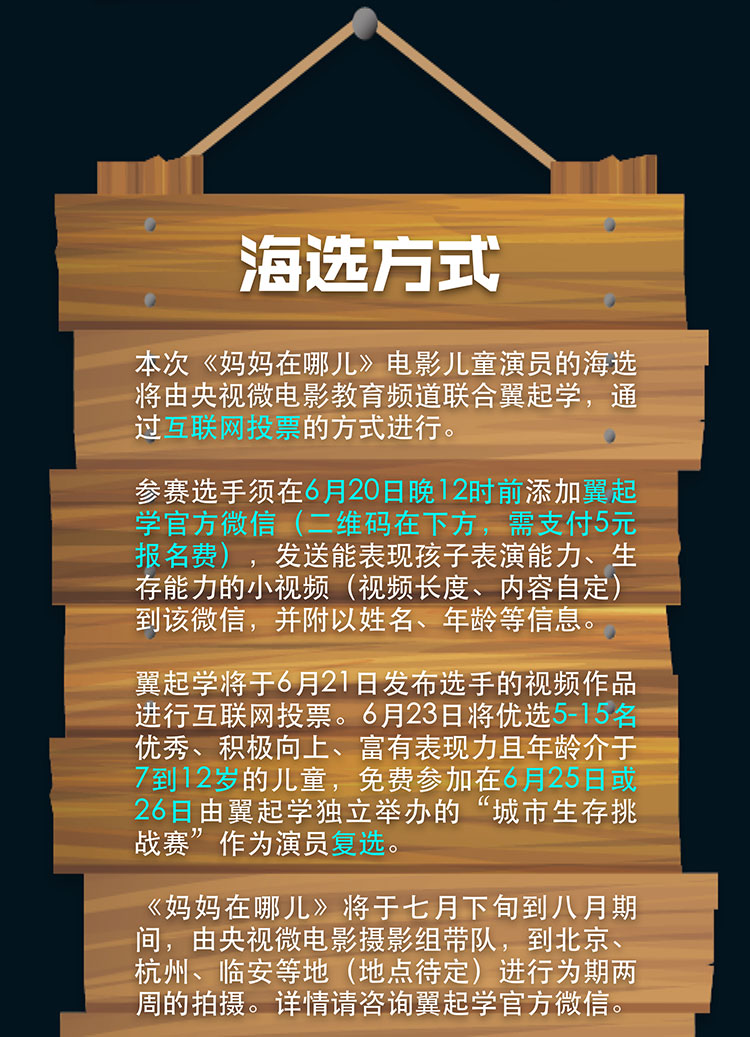 海选方式
本次《妈妈在哪儿》电影儿童演员的海选
将由央视微电影教育频道联合翼起学，通
过互联网投票的方式进行。
参赛选手须在6月20日晚12时前添加翼起
学官方微信（二维码在下方，需支付5元
报名费），发送能表现孩子表演能力、生
存能力的小视频（视频长度、内容自定）
到该微信，并附以姓名、年龄等信息。
翼起学将于6月21日发布选手的视频作品
进行互联网投票。6月23日将优选5-15名
优秀、积极向上、富有表现力且年龄介于
7到12岁的儿童，免费参加在6月25日或
26日由翼起学独立举办的“城市生存挑
战赛”作为演员复选。
《妈妈在哪儿》将于七月下旬到八月期
间，由央视微电影摄影组带队，到北京、
杭州、临安等地（地点待定）进行为期两
周的拍摄。详情请咨询翼起学官方微信。